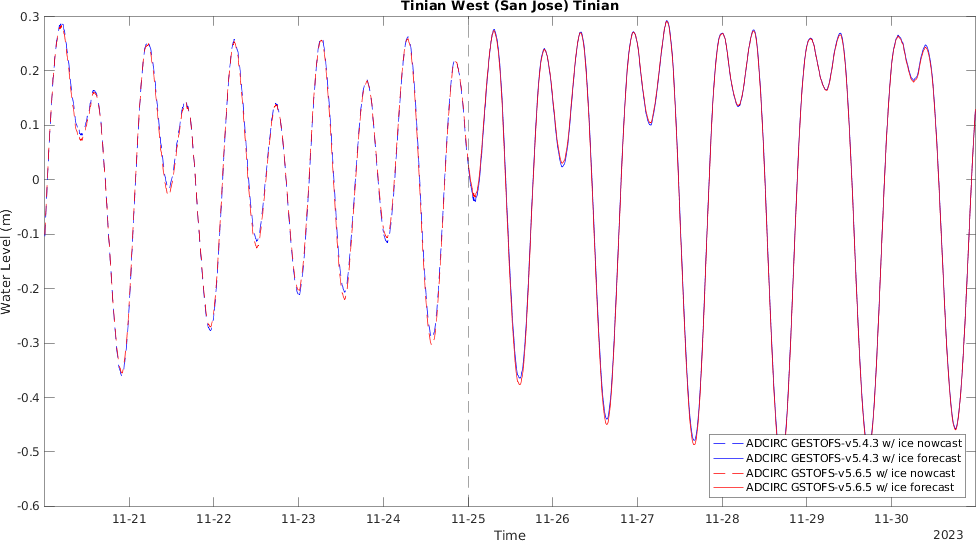 Tinian West (San Jose) Tinian
0.3
0.2
0.1
0
-0.1
-0.2
-0.3
-0.4
-0.5
-0.6
Water Level (m)
ADCIRC GESTOFS-v5.4.3 w/ ice nowcast
ADCIRC GESTOFS-v5.4.3 w/ ice forecast
ADCIRC GSTOFS-v5.6.5 w/ ice nowcast
ADCIRC GSTOFS-v5.6.5 w/ ice forecast
11-21 11-22 11-23 11-24 11-25 11-26 11-27 11-28 11-29 11-30
Time
2023